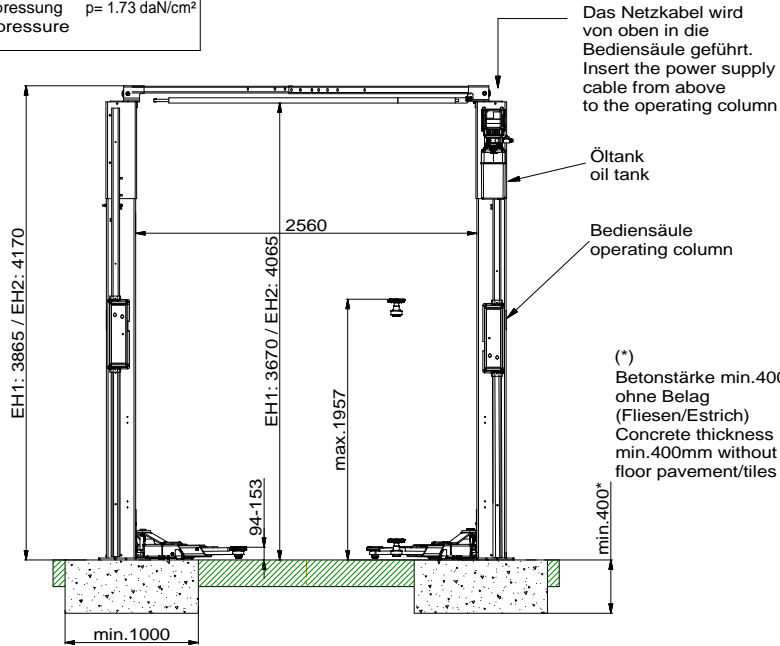 pressung p= 1.73 daN/cm²
pressure
Das Netzkabel wird
von oben in die
Bediensäule geführt.
Insert the power supply
cable from above
to the operating column
Öltank
oil tank
Bediensäule
operating column
2560
EH1: 3865 / EH2: 4170
EH1: 3670 / EH2: 4065
max.1957
94-153
(*)
Betonstärke min.400
ohne Belag
(Fliesen/Estrich)
Concrete thickness
min.400mm without
floor pavement/tiles
min.400*
min.1000